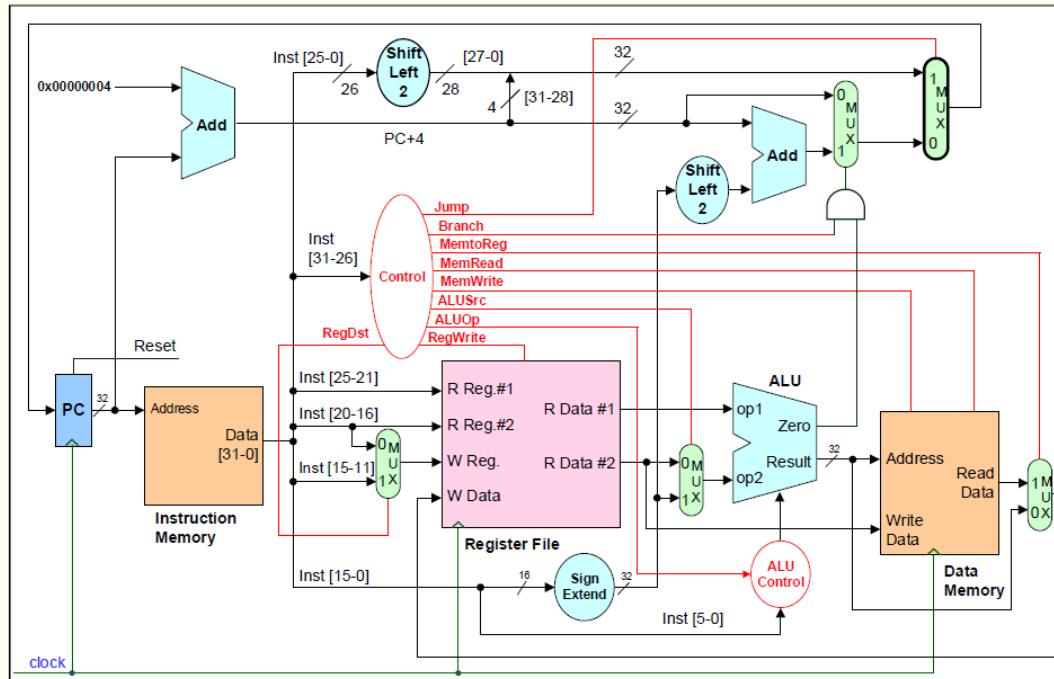 Inst [25-0]
26
Shift
Left
2
[27-0]
28
4
[31-28]
32
0x00000004
Add
PC+4
32
Shift
Left
2
Add
0
M
U
X
1
1
M
U
X
0
Inst
[31-26]
Control
Jump
Branch
MemtoReg
MemRead
MemWrite
ALUSrc
ALUOp
RegWrite
RegDst
Reset
PC
32
Address
Data
[31-0]
Instruction
Memory
Inst [25-21]
Inst [20-16]
Inst [15-11]
0
M
U
1
X
R Reg.#1
R Reg.#2
W Reg.
W Data
R Data #1
R Data #2
Register File
0
M
U
1
X
ALU
op1
Zero
Result
op2
32
Address
Read
Data
Write
Data
Data
Memory
1
M
U
0
X
ALU
Control
Inst [15-0]
16
Sign
Extend
32
Inst [5-0]
clock